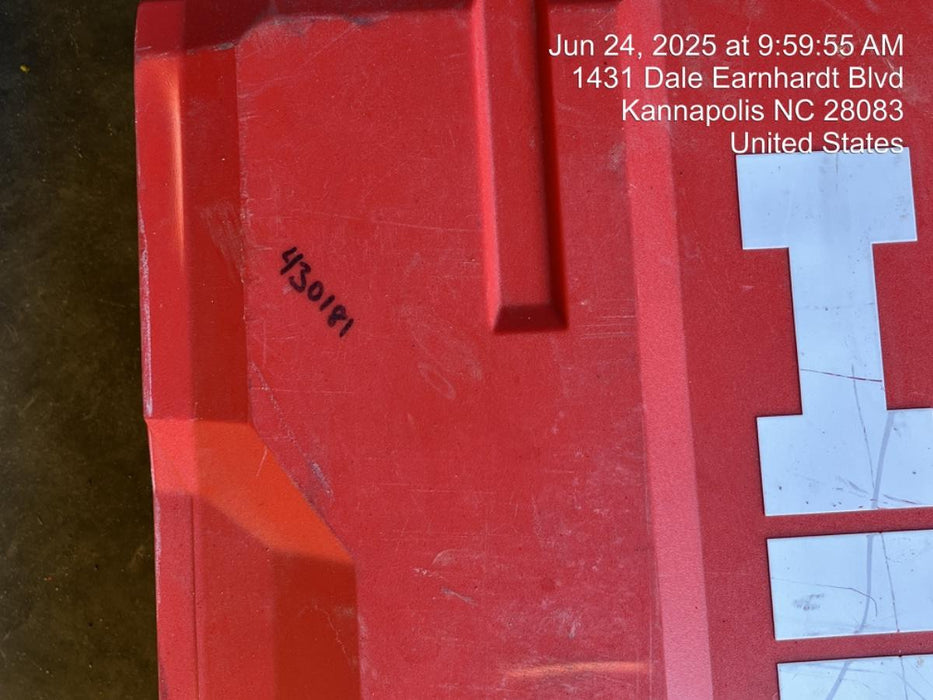 Jun 24, 2025 at 9:59:55 AM
1431 Dale Earnhardt Blvd
Kannapolis NC 28083
United States
430181